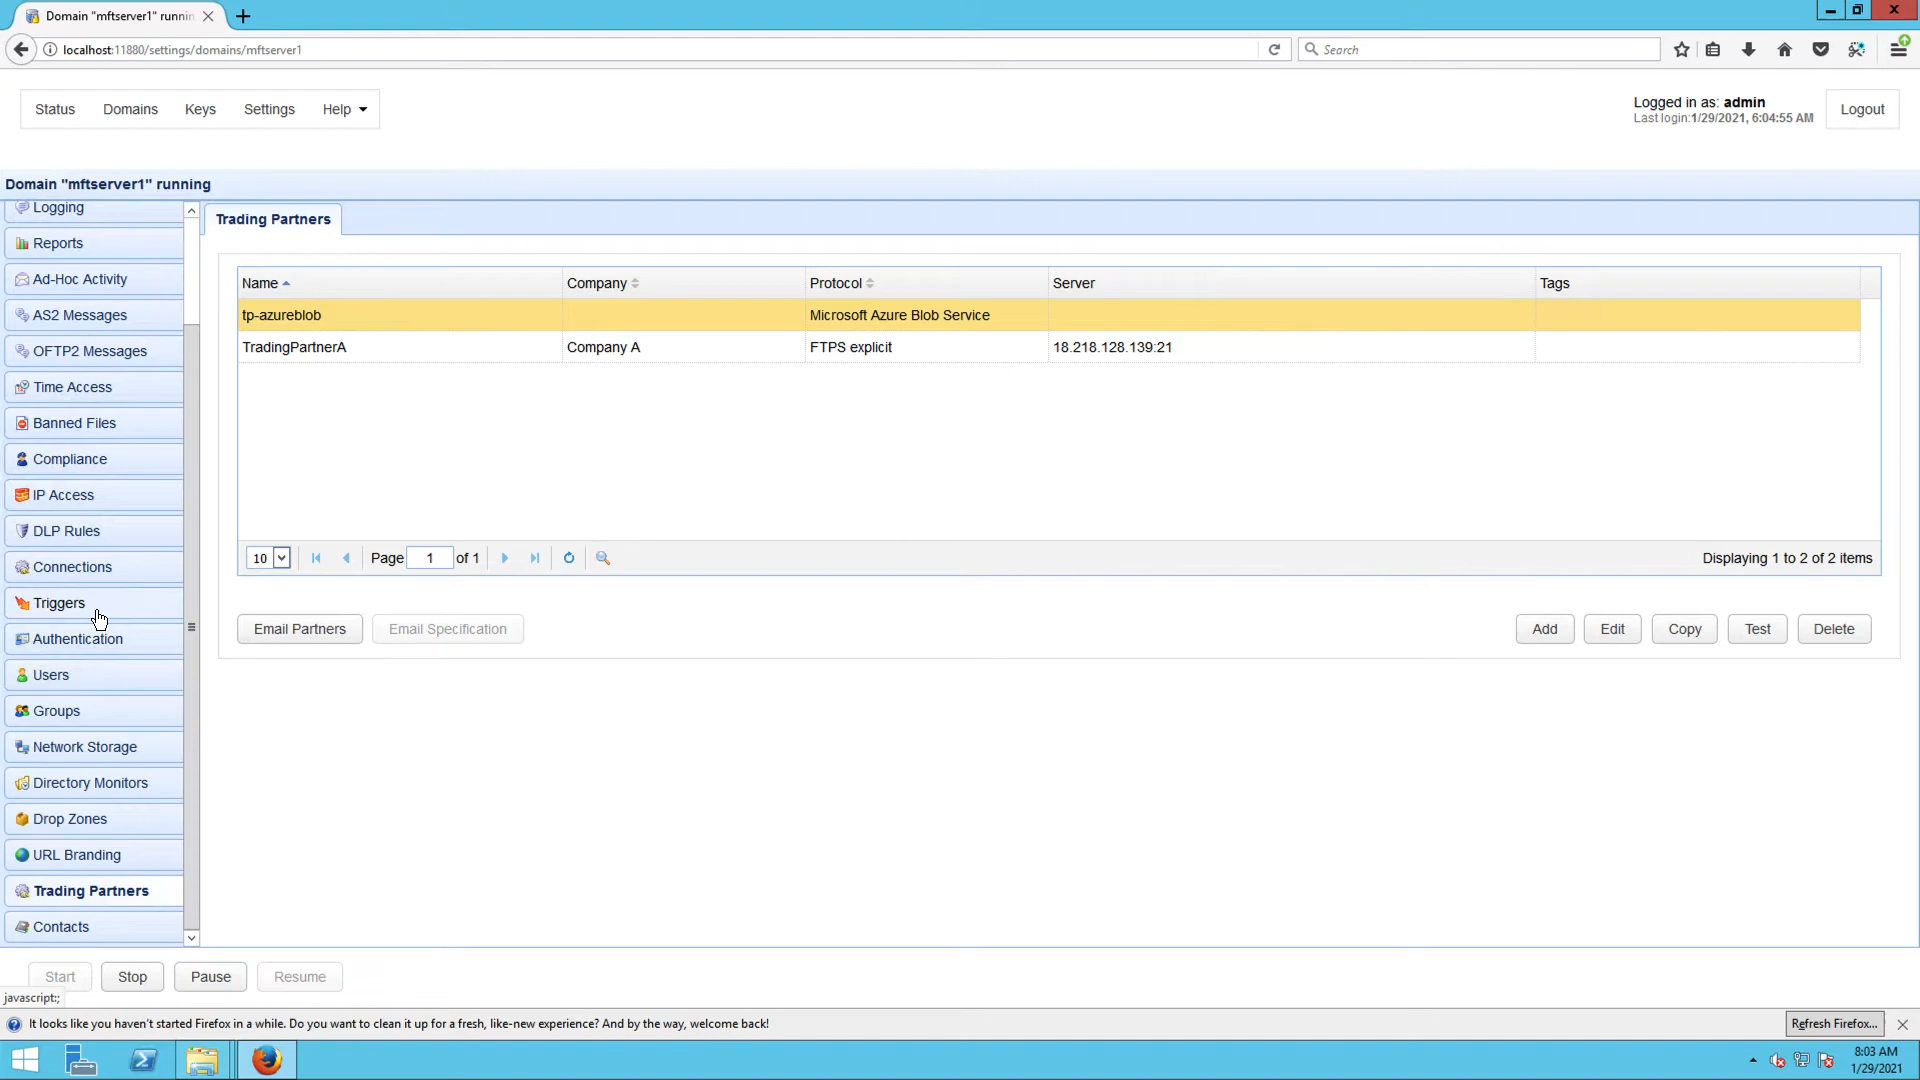 Domain "mftserver1" runnin
localhost:11880/settings/domains/mftserver1
Search
Status Domains Keys Settings Help
Logged in as: admin
Last login:1/29/2021, 6:04:55 AM
Logout
Domain "mftserver1" running
Logging
Reports
Ad-Hoc Activity
AS2 Messages
OFTP2 Messages
Time Access
Banned Files
Compliance
IP Access
DLP Rules
Connections
Triggers
Authentication
Users
Groups
Network Storage
Directory Monitors
Drop Zones
URL Branding
Trading Partners
Contacts
Trading Partners
Name Company Protocol Server Tags
tp-azureblob Microsoft Azure Blob Service
TradingPartnerA Company A FTPS explicit 18.218.128.139:21
10 Page 1 of 1 Displaying 1 to 2 of 2 items
Email Partners Email Specification Add Edit Copy Test Delete
Start Stop Pause Resume
javascript:;
It looks like you haven't started Firefox in a while. Do you want to clean it up for a fresh, like-new experience? And by the way, welcome back!
Refresh Firefox...
8:03 AM
1/29/2021